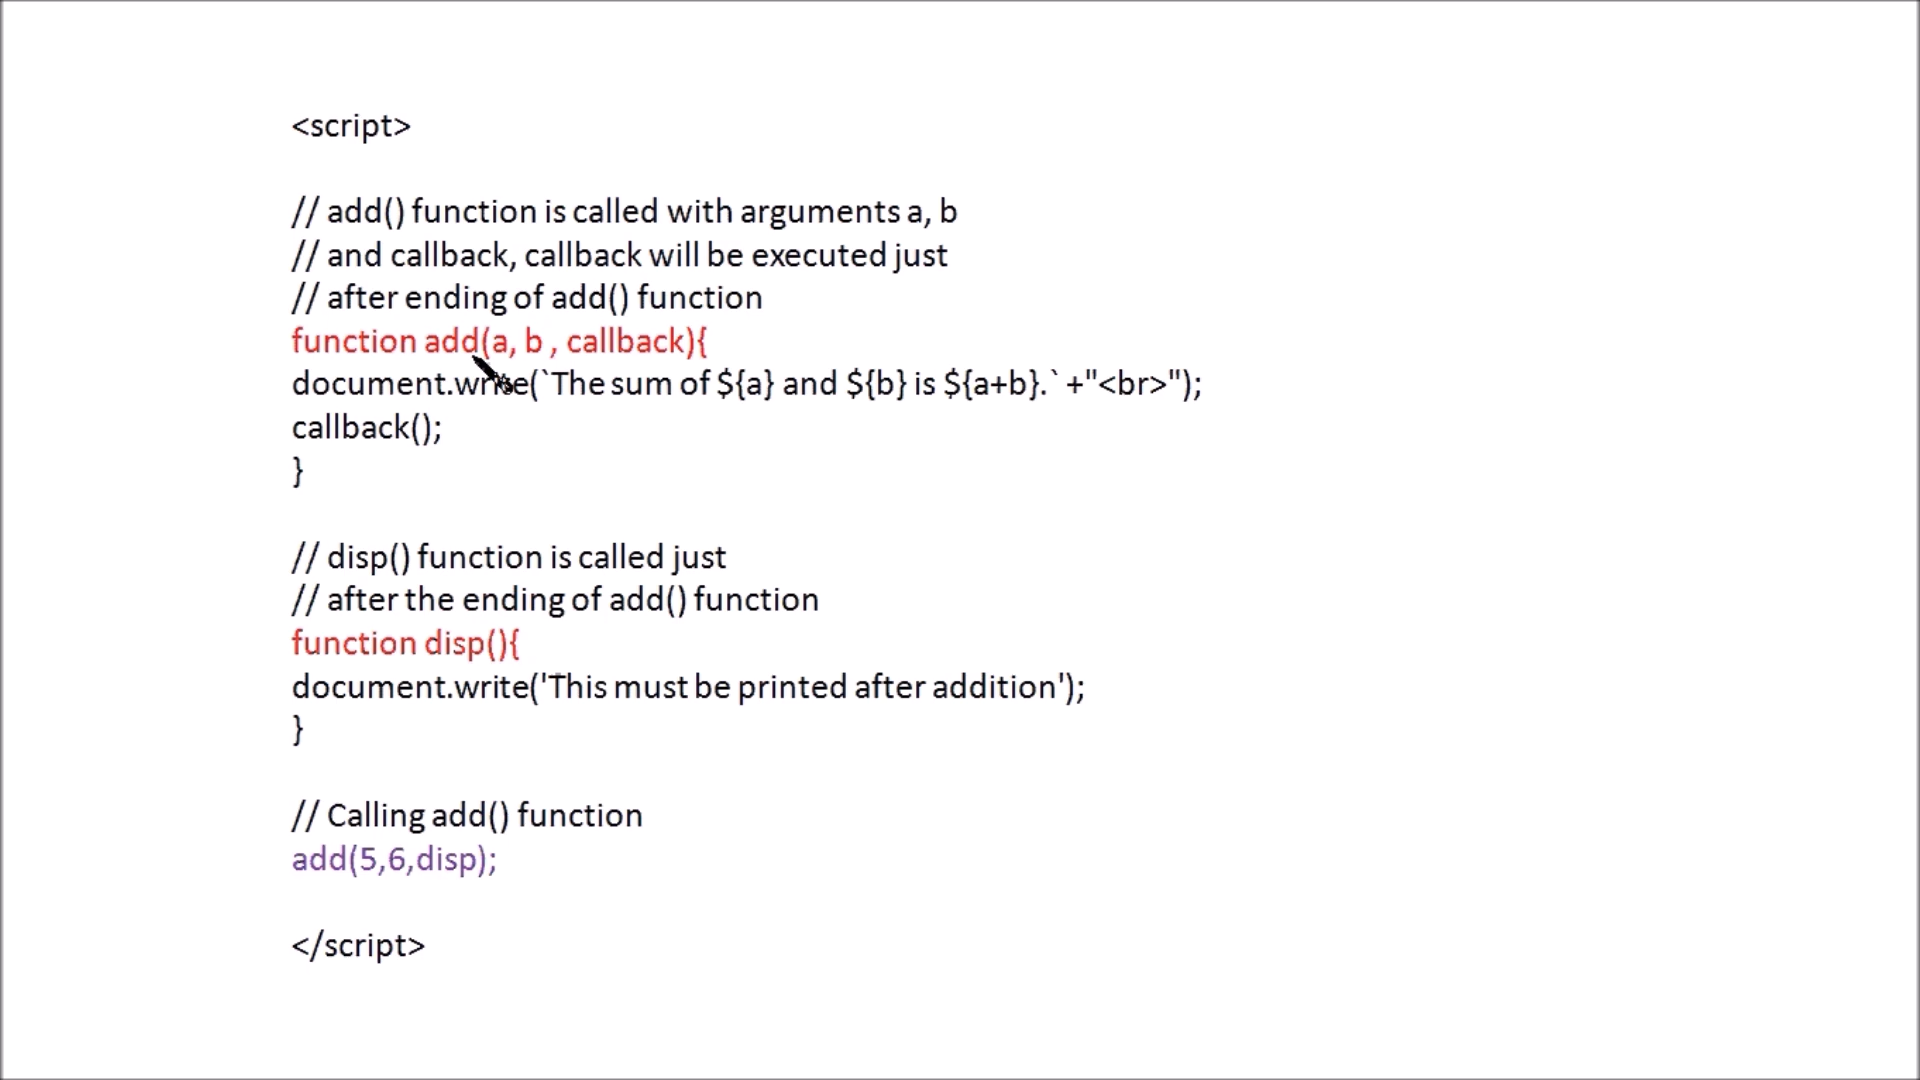 <script>
// add() function is called with arguments a, b
// and callback, callback will be executed just
// after ending of add() function
function add(a, b , callback){
document.write(`The sum of ${a} and ${b} is ${a+b}.` +"<br>");
callback();
}
// disp() function is called just
// after the ending of add() function
function disp(){
document.write('This must be printed after addition');
}
// Calling add() function
add(5,6,disp);
</script>